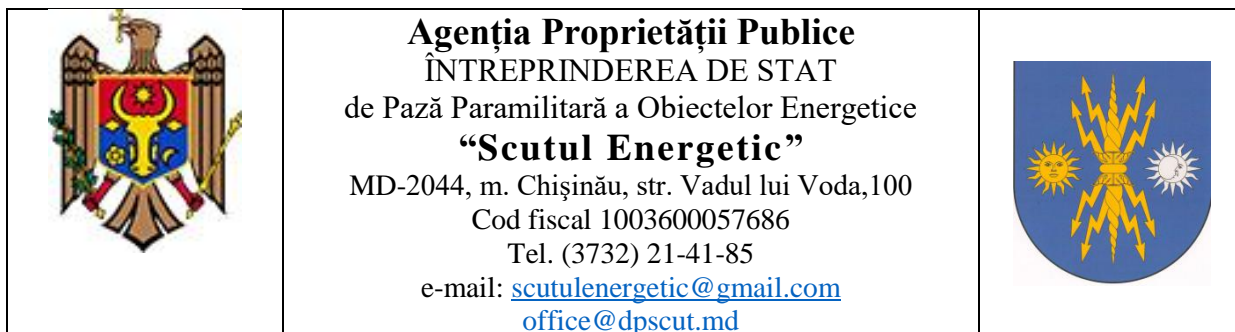 Agenția Proprietății Publice
ÎNTREPRINDEREA DE STAT
de Pază Paramilitară a Obiectelor Energetice
“Scutul Energetic”
MD-2044, m. Chişinău, str. Vadul lui Voda,100
Cod fiscal 1003600057686
Tel. (3732) 21-41-85
e-mail: scutulenergetic@gmail.com
office@dpscut.md